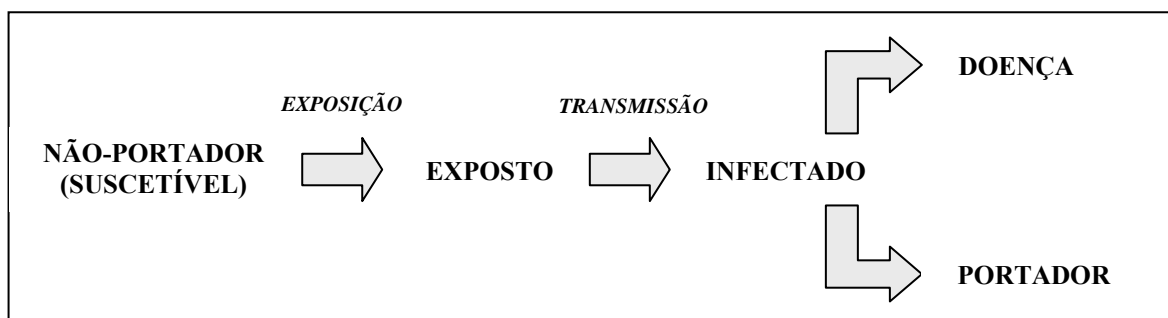 DOENÇA
EXPOSIÇÃO
TRANSMISSÃO
NÃO-PORTADOR
(SUSCETÍVEL)
EXPOSTO
INFECTADO
PORTADOR